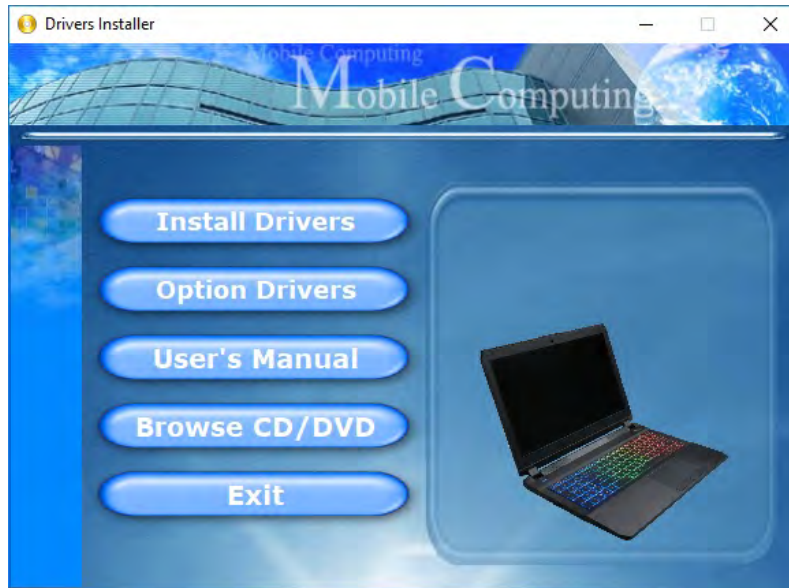 Drivers Installer
Mobile Computing
Mobile Computing
Install Drivers
Option Drivers
User's Manual
Browse CD/DVD
Exit